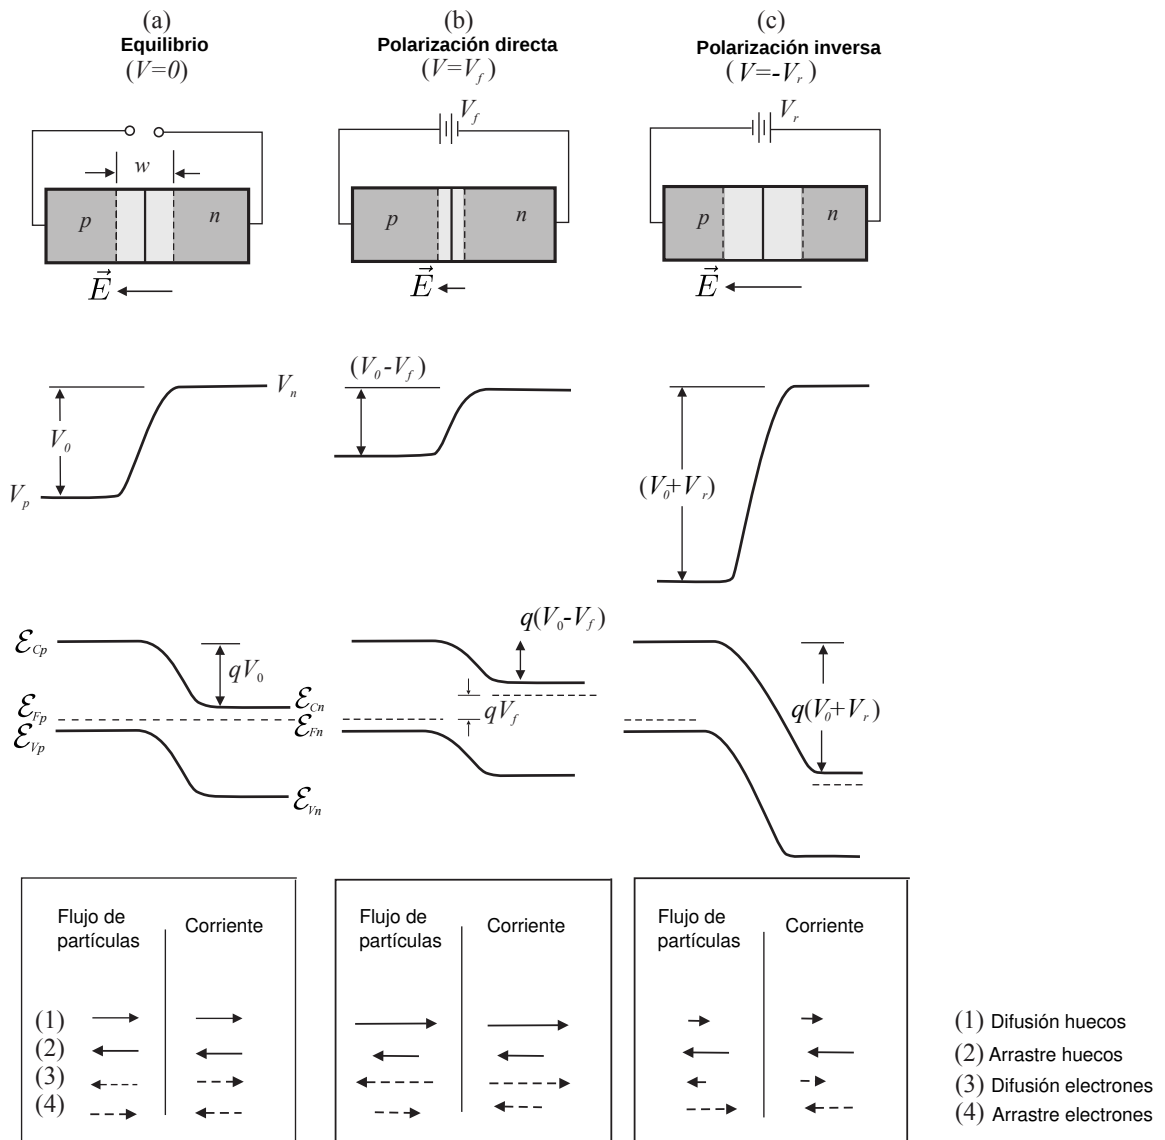 (a)
Equilibrio
(V=0)
(b)
Polarización directa
(V=V_f)
(c)
Polarización inversa
(V=-V_r)
V_f
V_r
w
p
n
p
n
p
n
E⃗
E⃗
E⃗
V_n
V_0
V_p
(V_0-V_f)
(V_0+V_r)
ℰ_Cp
qV_0
ℰ_Cn
ℰ_Fp
ℰ_Fn
ℰ_Vp
ℰ_Vn
q(V_0-V_f)
qV_f
q(V_0+V_r)
Flujo de
partículas
Corriente
(1)
(2)
(3)
(4)
Flujo de
partículas
Corriente
Flujo de
partículas
Corriente
(1) Difusión huecos
(2) Arrastre huecos
(3) Difusión electrones
(4) Arrastre electrones